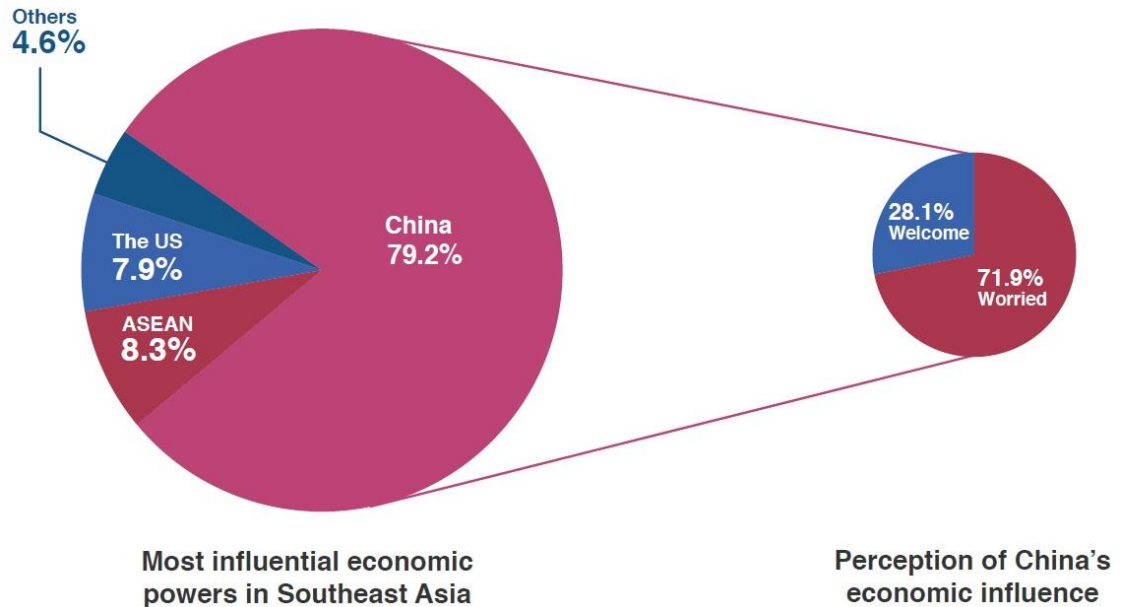 Others
4.6%
The US
7.9%
ASEAN
8.3%
China
79.2%
Most influential economic
powers in Southeast Asia
28.1%
Welcome
71.9%
Worried
Perception of China's
economic influence